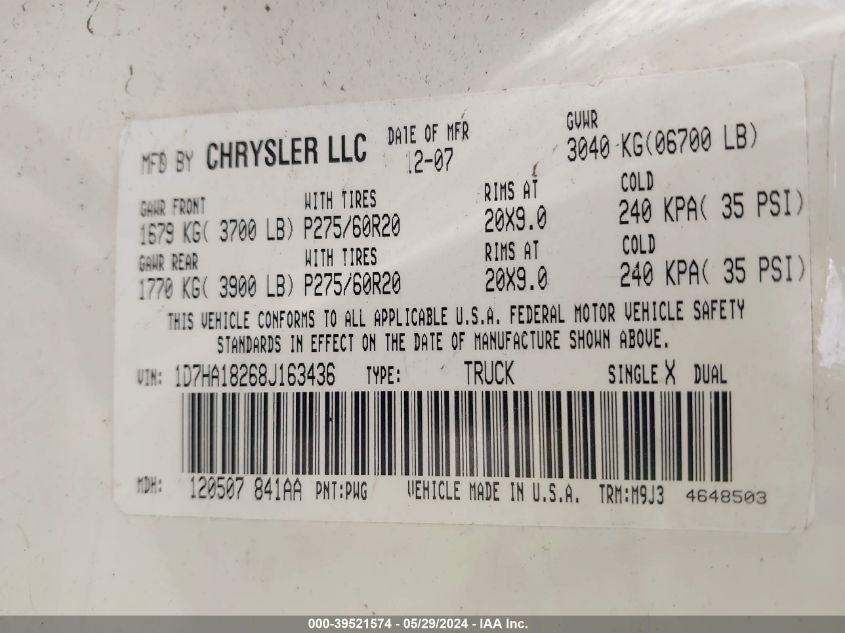 MFD BY CHRYSLER LLC DATE OF MFR 12-07 GVWR 3040 KG(06700 LB)
GAWR FRONT WITH TIRES RIMS AT COLD
1679 KG( 3700 LB) P275/60R20 20X9.0 240 KPA( 35 PSI)
GAWR REAR WITH TIRES RIMS AT COLD
1770 KG( 3900 LB) P275/60R20 20X9.0 240 KPA( 35 PSI)
THIS VEHICLE CONFORMS TO ALL APPLICABLE U.S.A. FEDERAL MOTOR VEHICLE SAFETY
STANDARDS IN EFFECT ON THE DATE OF MANUFACTURE SHOWN ABOVE.
VIN: 1D7HA18268J163436 TYPE: TRUCK SINGLE X DUAL
MDH: 120507 841AA PNT:PWG VEHICLE MADE IN U.S.A. TRM:M9J3 4648503
000-39521574 - 05/29/2024 - IAA Inc.